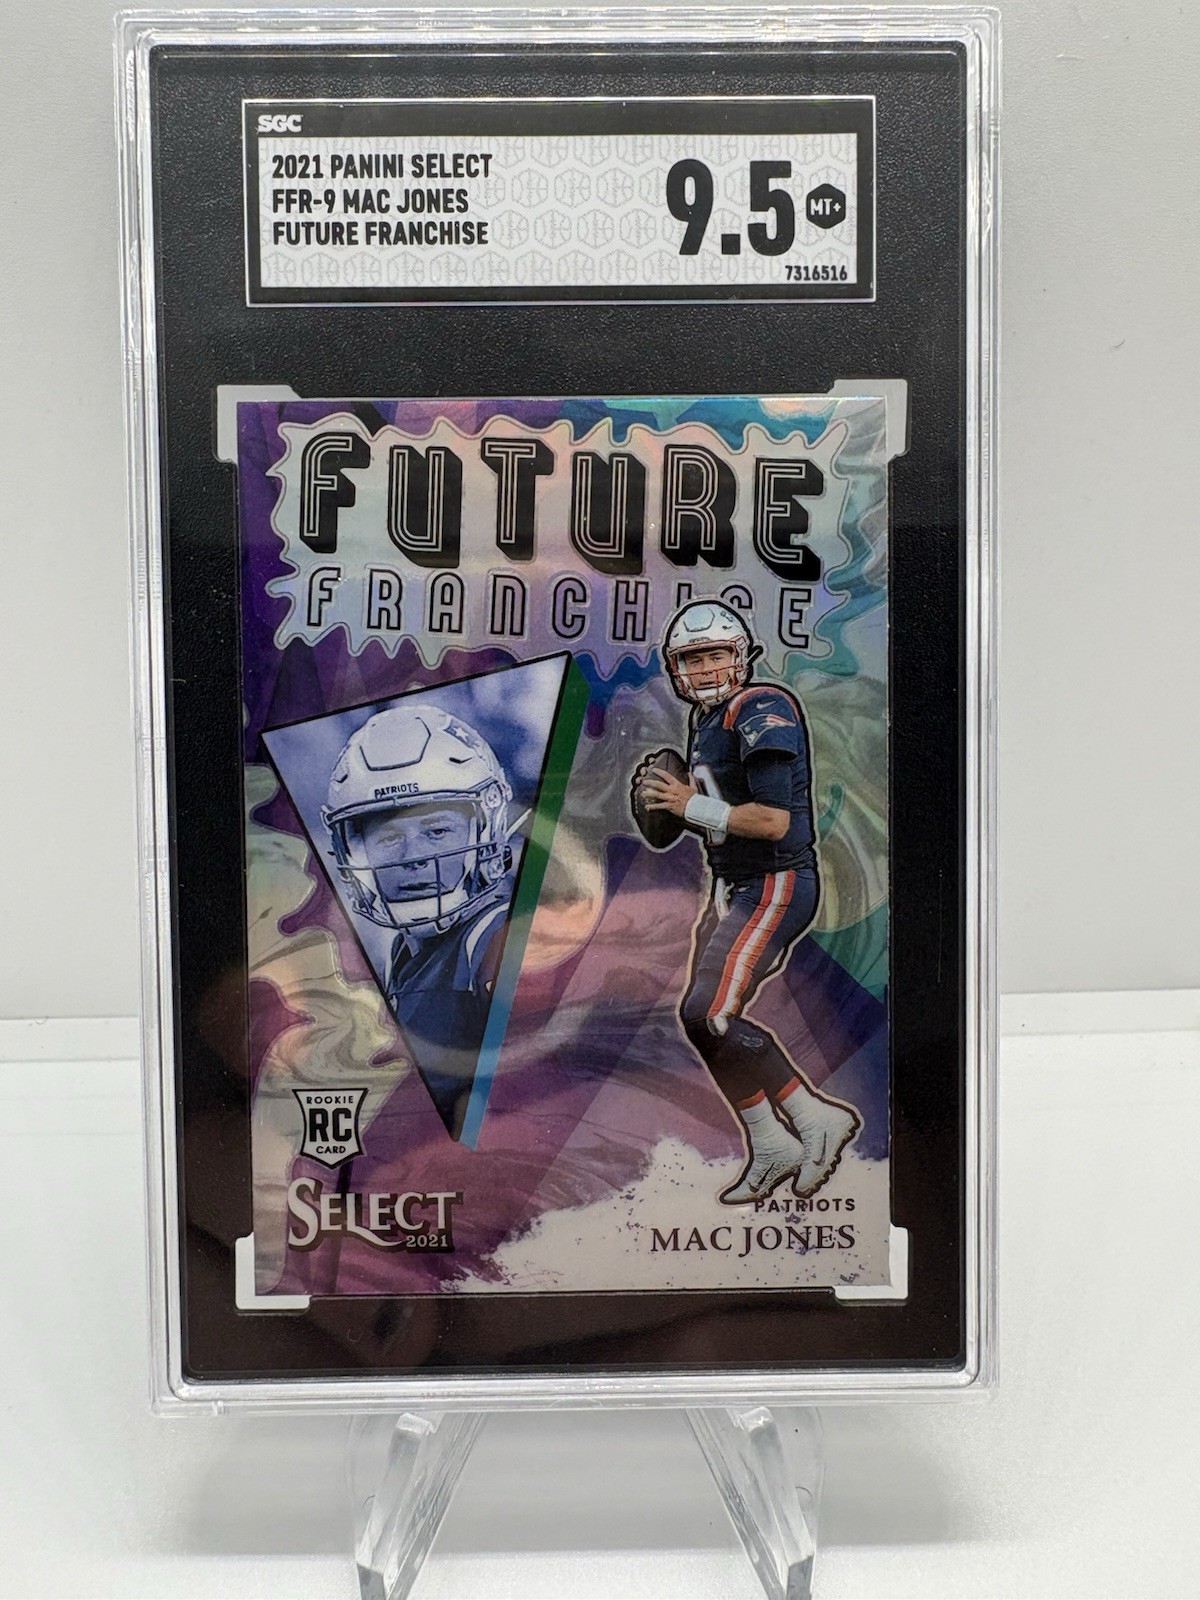 SGC
2021 PANINI SELECT
FFR-9 MAC JONES
FUTURE FRANCHISE
9.5
MT+
7316516
FUTURE
FRANCHISE
PATRIOTS
ROOKIE
RC
CARD
SELECT
2021
PATRIOTS
MAC JONES